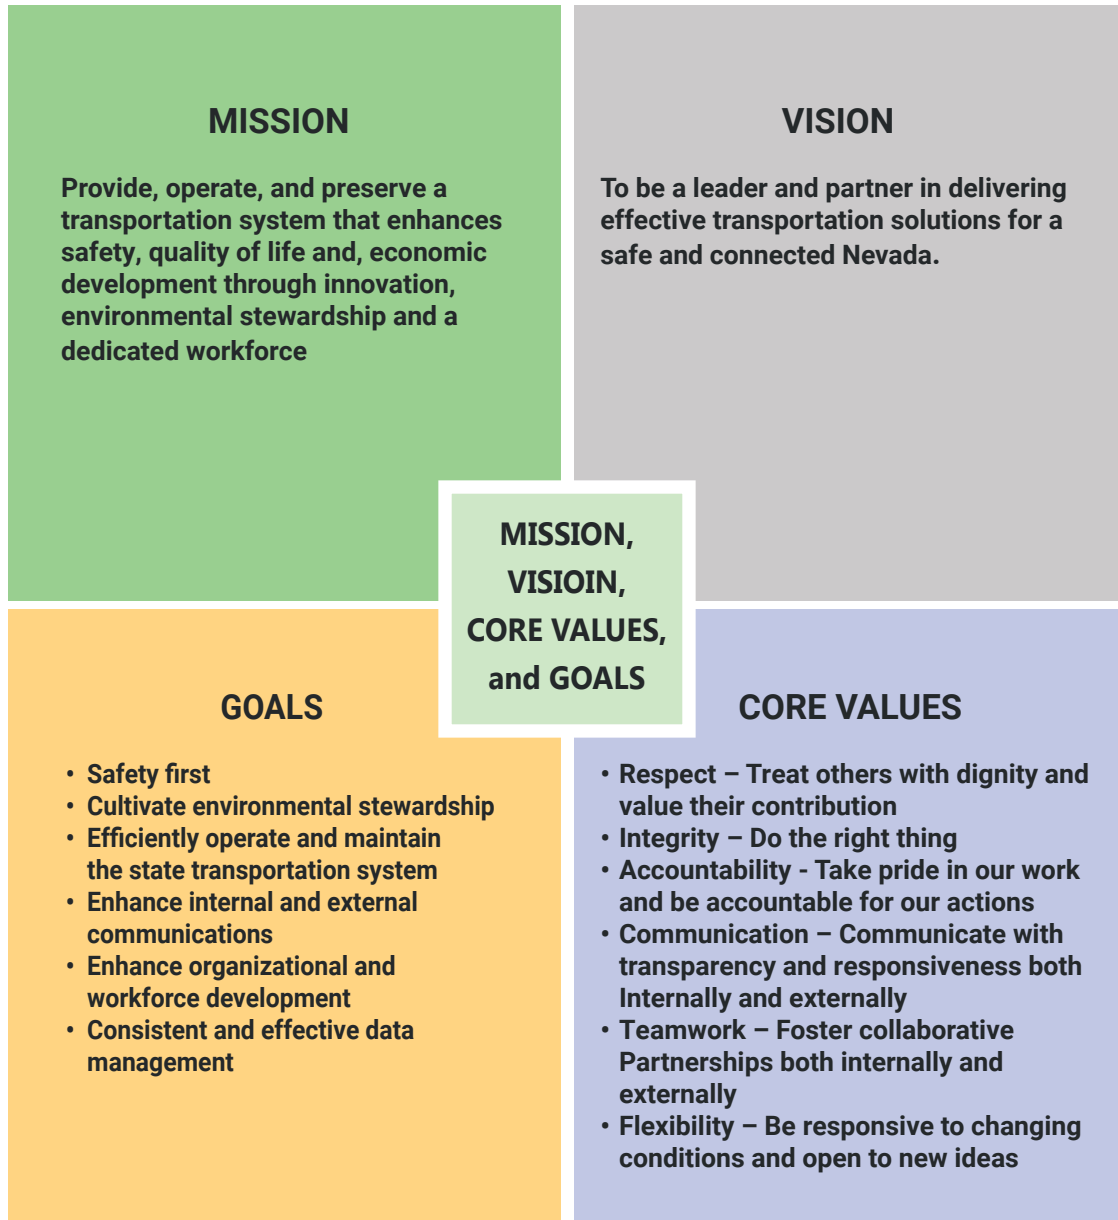 MISSION
Provide, operate, and preserve a
transportation system that enhances
safety, quality of life and, economic
development through innovation,
environmental stewardship and a
dedicated workforce
VISION
To be a leader and partner in delivering
effective transportation solutions for a
safe and connected Nevada.
MISSION,
VISIOIN,
CORE VALUES,
and GOALS
GOALS
• Safety first
• Cultivate environmental stewardship
• Efficiently operate and maintain
the state transportation system
• Enhance internal and external
communications
• Enhance organizational and
workforce development
• Consistent and effective data
management
CORE VALUES
• Respect – Treat others with dignity and
value their contribution
• Integrity – Do the right thing
• Accountability - Take pride in our work
and be accountable for our actions
• Communication – Communicate with
transparency and responsiveness both
Internally and externally
• Teamwork – Foster collaborative
Partnerships both internally and
externally
• Flexibility – Be responsive to changing
conditions and open to new ideas